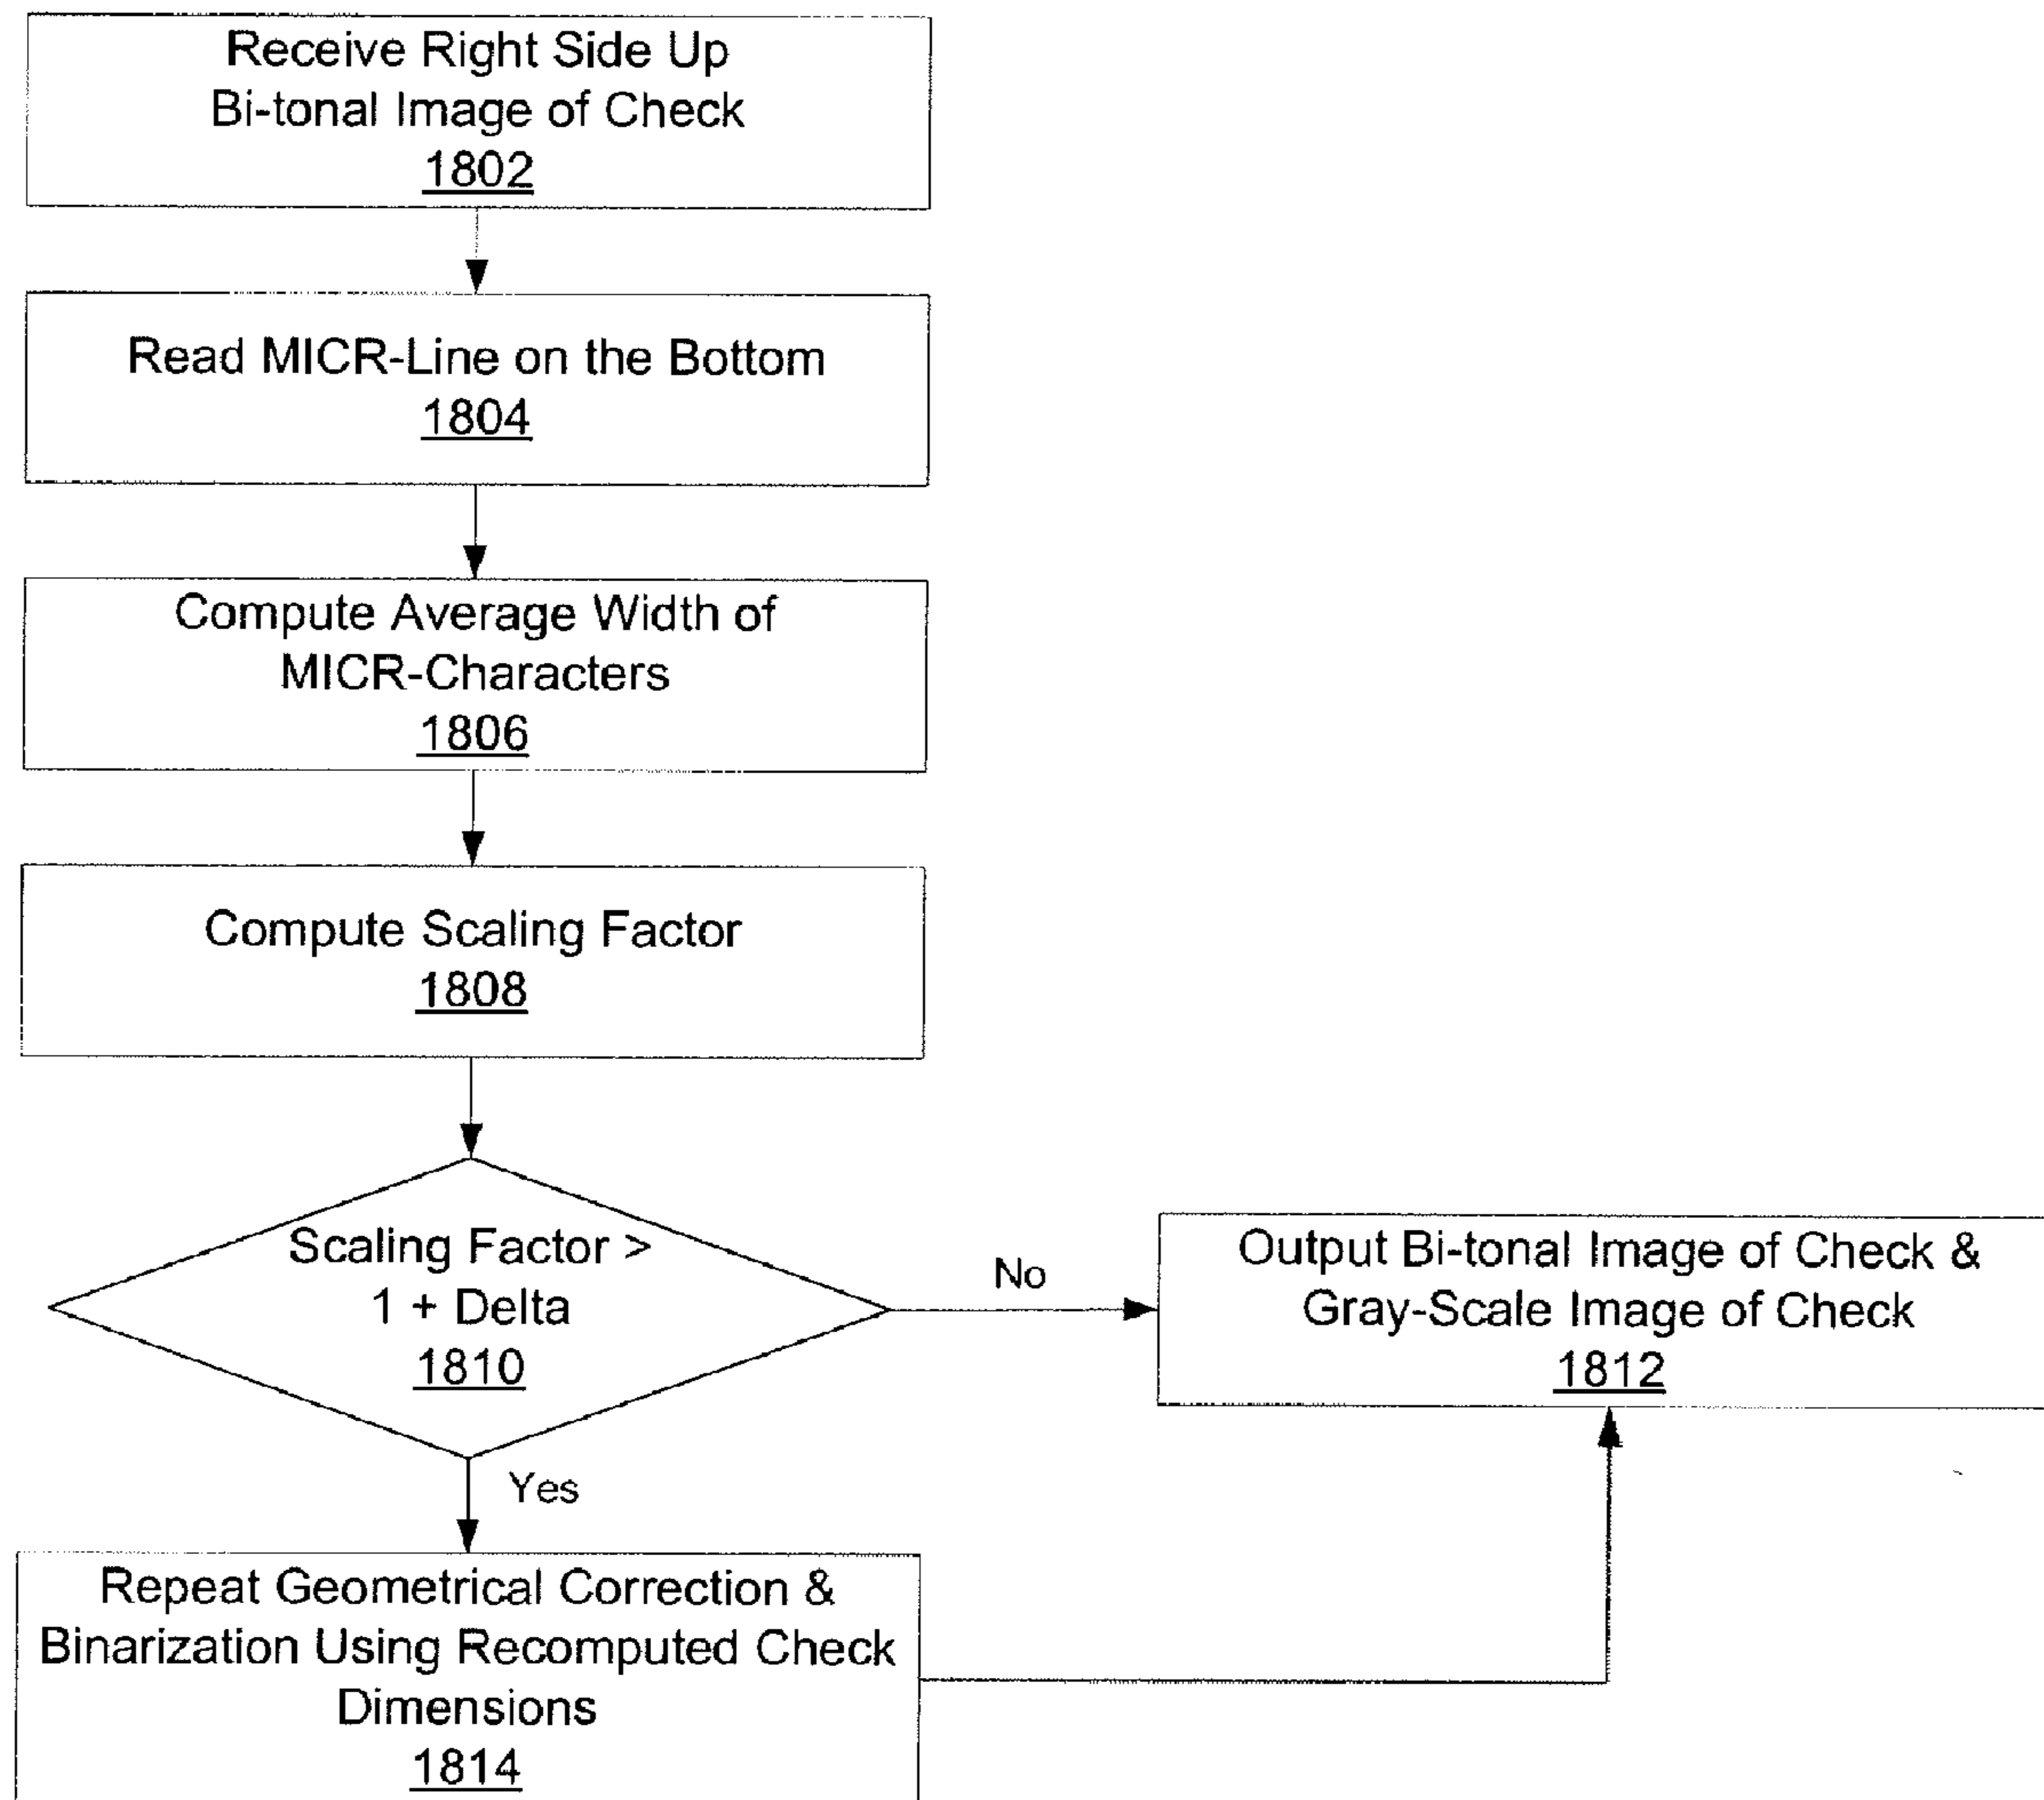 Receive Right Side Up
Bi-tonal Image of Check
1802
Read MICR-Line on the Bottom
1804
Compute Average Width of
MICR-Characters
1806
Compute Scaling Factor
1808
Scaling Factor >
1 + Delta
1810
No
Output Bi-tonal Image of Check &
Gray-Scale Image of Check
1812
Yes
Repeat Geometrical Correction &
Binarization Using Recomputed Check
Dimensions
1814